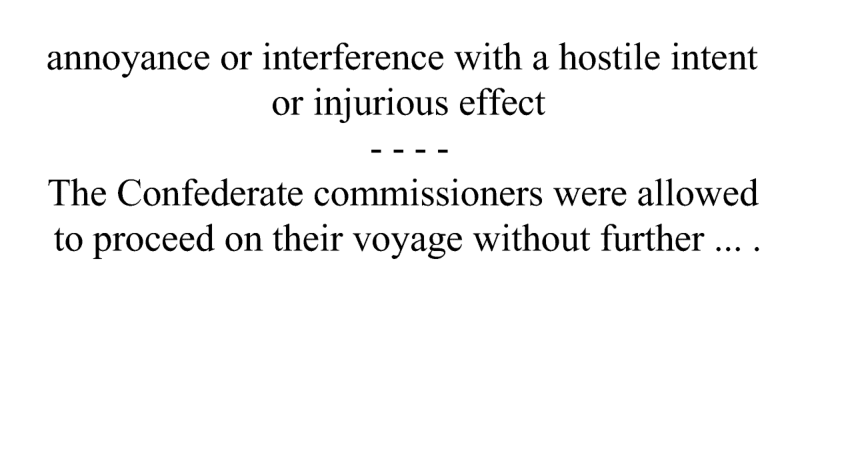 annoyance or interference with a hostile intent
or injurious effect
- - - -
The Confederate commissioners were allowed
to proceed on their voyage without further ... .